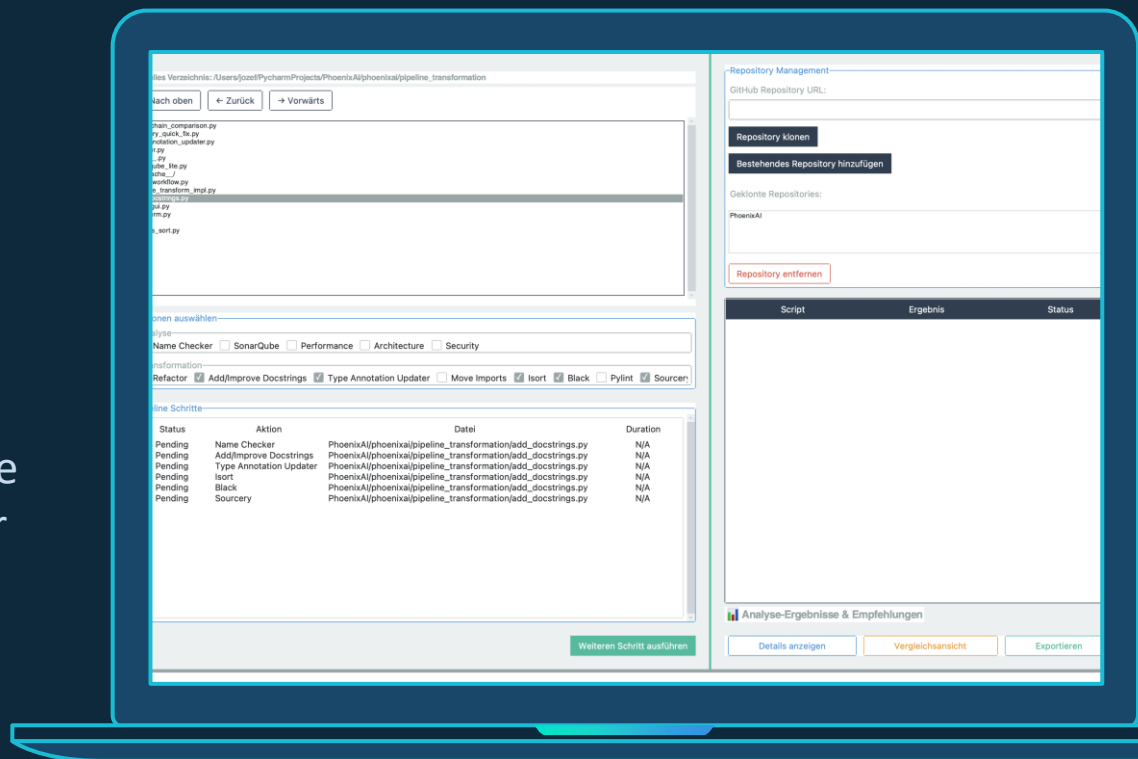 lles Verzeichnis: /Users/jozef/PycharmProjects/PhoenixAI/phoenixai/pipeline_transformation
Nach oben ← Zurück → Vorwärts
chain_comparison.py
ry_quick_fix.py
notation_updater.py
r.py
_.py
ube_lite.py
ache__/
workflow.py
e_transform_impl.py
ocstrings.py
gui.py
rm.py
s_sort.py
onen auswählen
alyse
Name Checker SonarQube Performance Architecture Security
nsformation
Refactor Add/Improve Docstrings Type Annotation Updater Move Imports Isort Black Pylint Sourcery
eline Schritte
Status Aktion Datei Duration
Pending Name Checker PhoenixAI/phoenixai/pipeline_transformation/add_docstrings.py N/A
Pending Add/Improve Docstrings PhoenixAI/phoenixai/pipeline_transformation/add_docstrings.py N/A
Pending Type Annotation Updater PhoenixAI/phoenixai/pipeline_transformation/add_docstrings.py N/A
Pending Isort PhoenixAI/phoenixai/pipeline_transformation/add_docstrings.py N/A
Pending Black PhoenixAI/phoenixai/pipeline_transformation/add_docstrings.py N/A
Pending Sourcery PhoenixAI/phoenixai/pipeline_transformation/add_docstrings.py N/A
Weiteren Schritt ausführen
Repository Management
GitHub Repository URL:
Repository klonen
Bestehendes Repository hinzufügen
Geklonte Repositories:
PhoenixAI
Repository entfernen
Script Ergebnis Status
Analyse-Ergebnisse & Empfehlungen
Details anzeigen Vergleichsansicht Exportieren